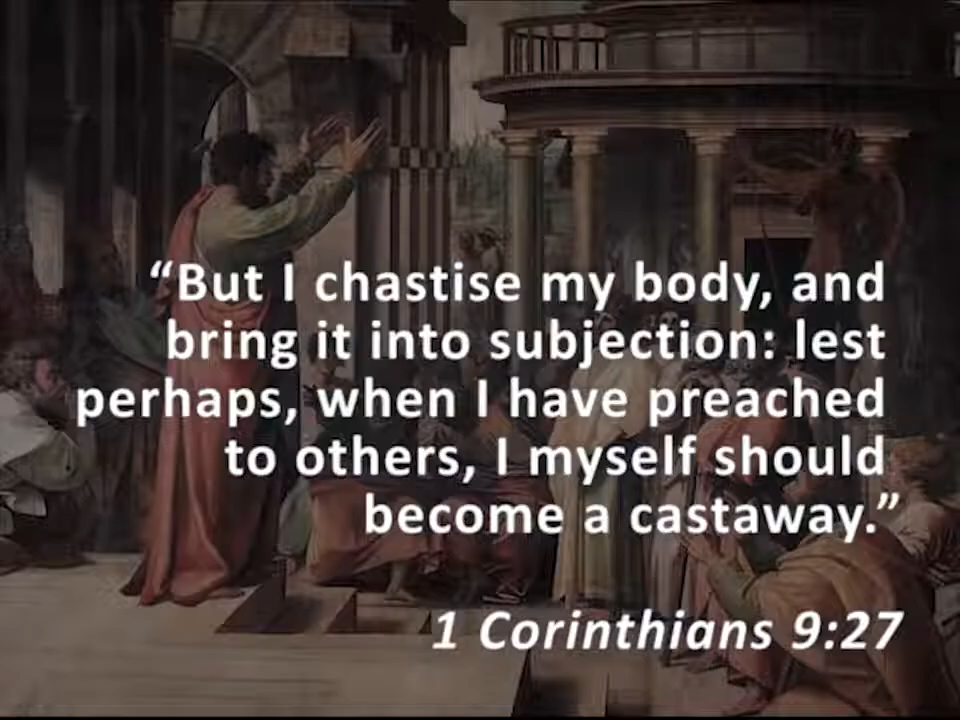 “But I chastise my body, and
bring it into subjection: lest
perhaps, when I have preached
to others, I myself should
become a castaway.”
1 Corinthians 9:27